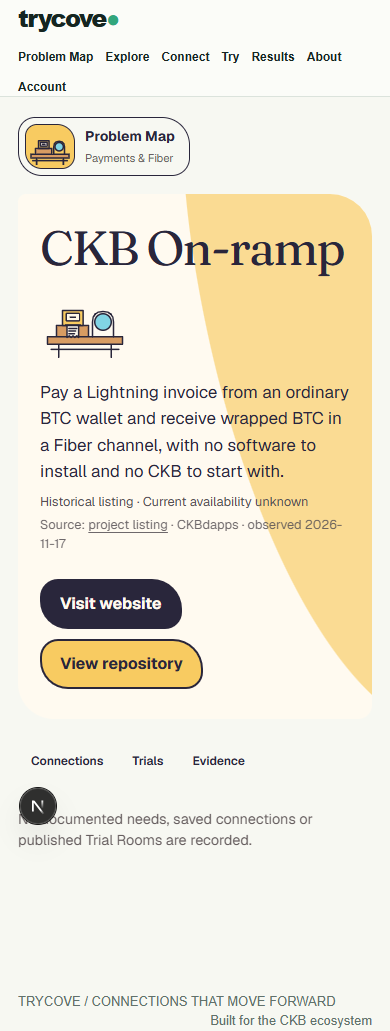 trycove
Problem Map Explore Connect Try Results About
Account
Problem Map
Payments & Fiber
CKB On-ramp
Pay a Lightning invoice from an ordinary
BTC wallet and receive wrapped BTC in
a Fiber channel, with no software to
install and no CKB to start with.
Historical listing · Current availability unknown
Source: project listing · CKBdapps · observed 2026-
11-17
Visit website
View repository
Connections Trials Evidence
N
documented needs, saved connections or
published Trial Rooms are recorded.
TRYCOVE / CONNECTIONS THAT MOVE FORWARD
Built for the CKB ecosystem